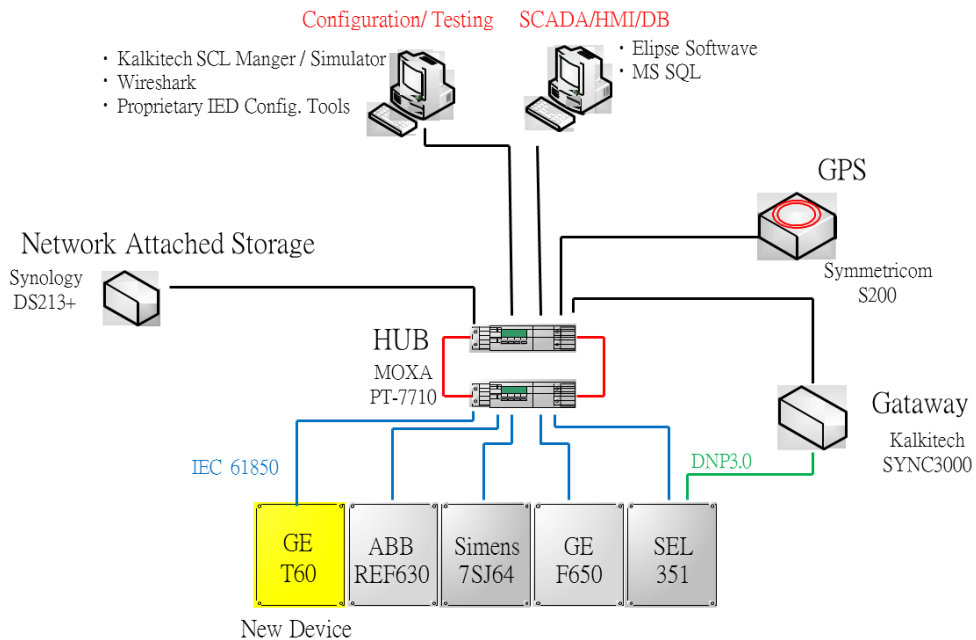 Configuration/ Testing
SCADA/HMI/DB
· Kalkitech SCL Manger / Simulator
· Wireshark
· Proprietary IED Config. Tools
· Elipse Softwave
· MS SQL
GPS
Symmetricom
S200
Network Attached Storage
Synology
DS213+
HUB
MOXA
PT-7710
Gataway
Kalkitech
SYNC3000
IEC 61850
DNP3.0
GE
T60
ABB
REF630
Simens
7SJ64
GE
F650
SEL
351
New Device